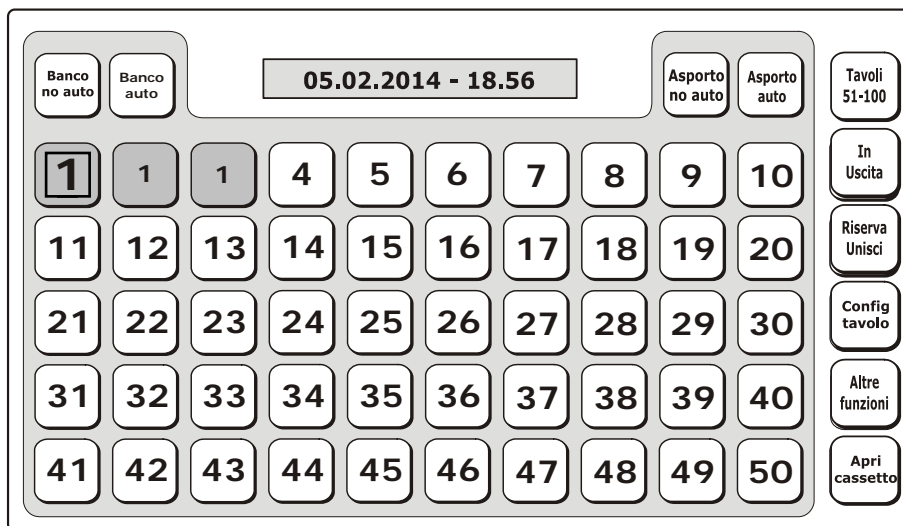 Banco
no auto
Banco
auto
05.02.2014 - 18.56
Asporto
no auto
Asporto
auto
Tavoli
51-100
1 1 1 4 5 6 7 8 9 10
In
Uscita
11 12 13 14 15 16 17 18 19 20
Riserva
Unisci
21 22 23 24 25 26 27 28 29 30
Config
tavolo
31 32 33 34 35 36 37 38 39 40
Altre
funzioni
41 42 43 44 45 46 47 48 49 50
Apri
cassetto